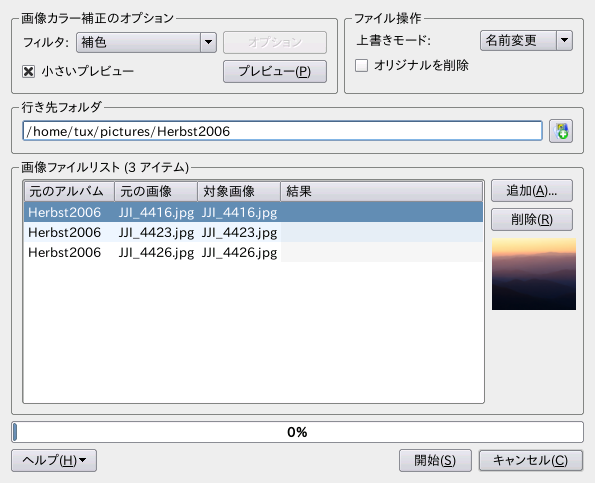 画像カラー補正のオプション
フィルタ: 補色 オプション
小さいプレビュー プレビュー(P)
ファイル操作
上書きモード: 名前変更
オリジナルを削除
行き先フォルダ
/home/tux/pictures/Herbst2006
画像ファイルリスト (3 アイテム)
元のアルバム 元の画像 対象画像 結果
Herbst2006 JJI_4416.jpg JJI_4416.jpg
Herbst2006 JJI_4423.jpg JJI_4423.jpg
Herbst2006 JJI_4426.jpg JJI_4426.jpg
追加(A)...
削除(R)
0%
ヘルプ(H) 開始(S) キャンセル(C)